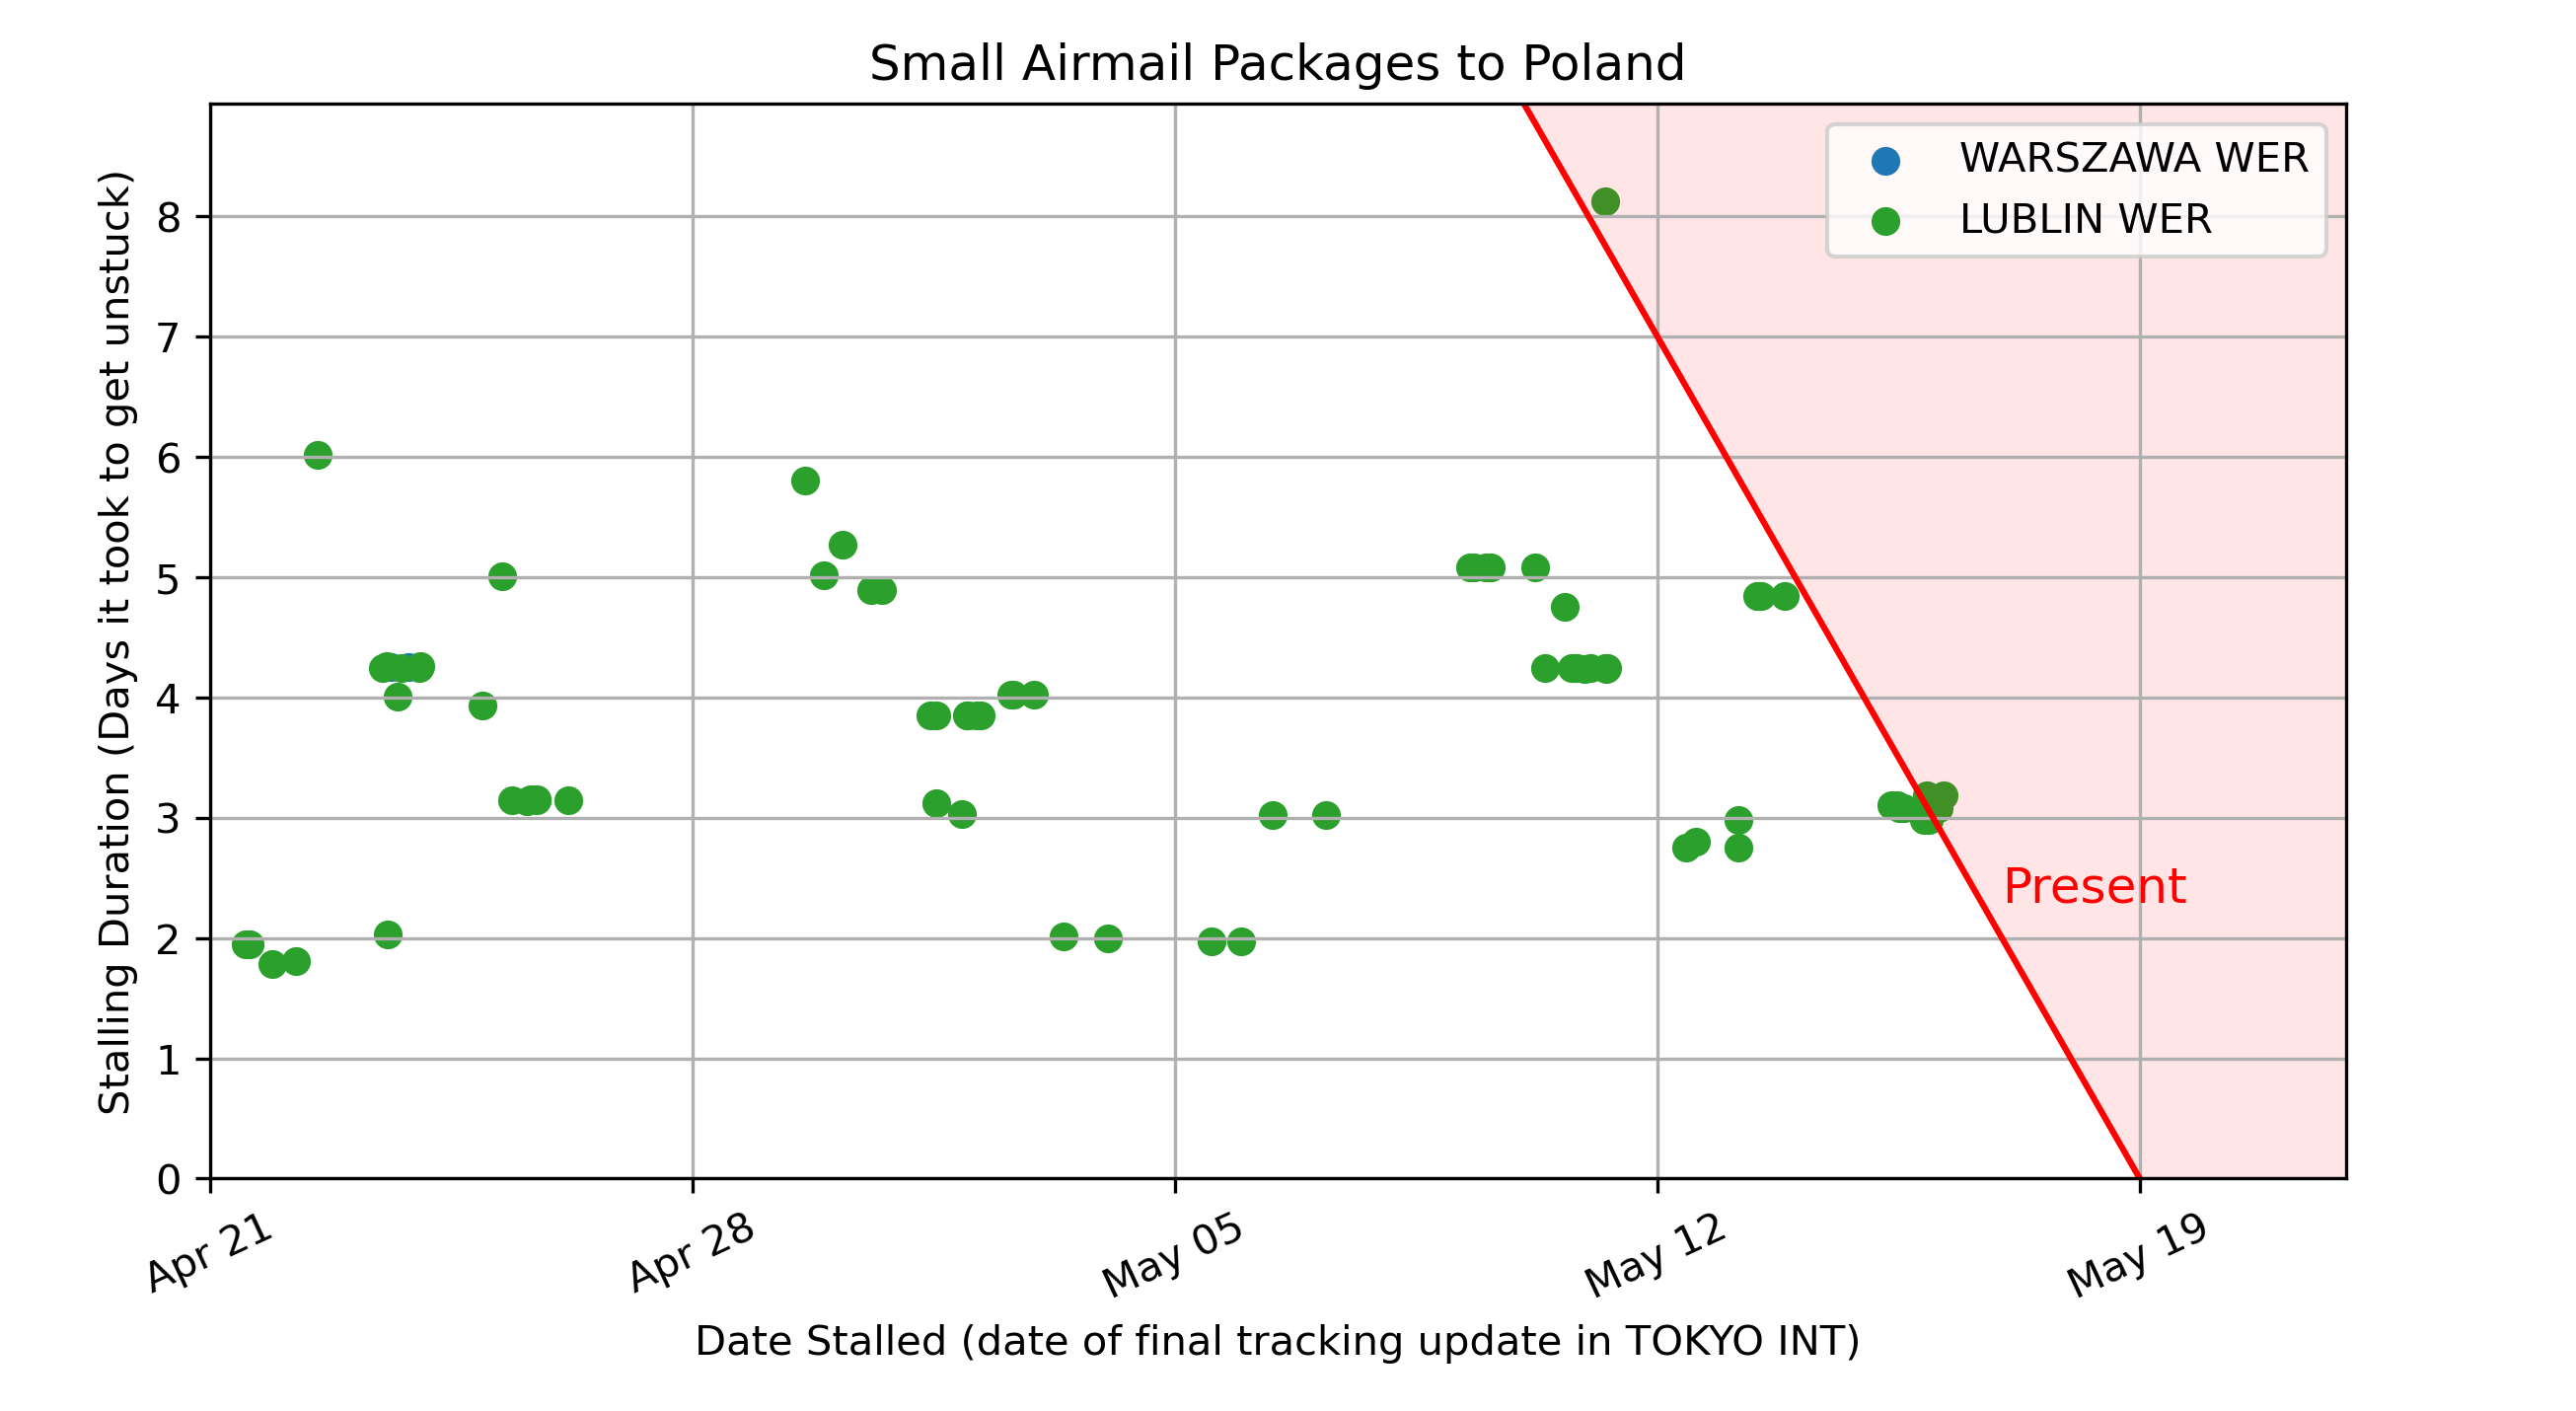 Small Airmail Packages to Poland
WARSZAWA WER
LUBLIN WER
Stalling Duration (Days it took to get unstuck)
8
7
6
5
4
3
2
1
0
Present
Apr 21
Apr 28
May 05
May 12
May 19
Date Stalled (date of final tracking update in TOKYO INT)